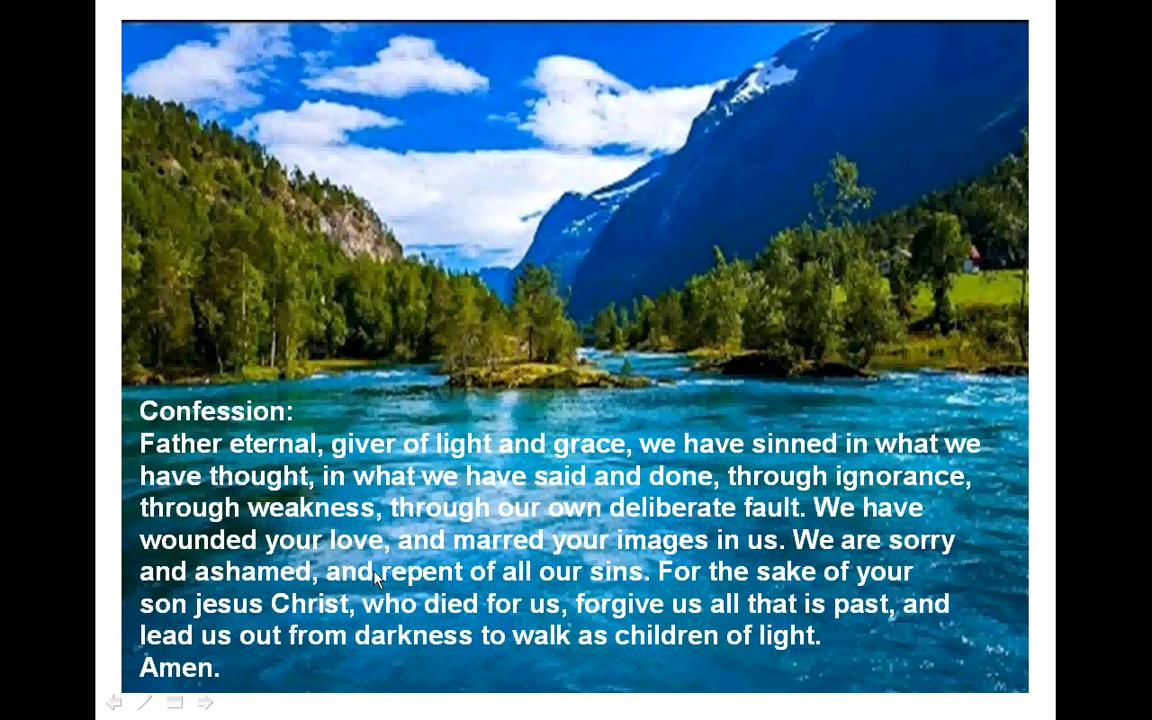 Confession:
Father eternal, giver of light and grace, we have sinned in what we
have thought, in what we have said and done, through ignorance,
through weakness, through our own deliberate fault. We have
wounded your love, and marred your images in us. We are sorry
and ashamed, and repent of all our sins. For the sake of your
son jesus Christ, who died for us, forgive us all that is past, and
lead us out from darkness to walk as children of light.
Amen.